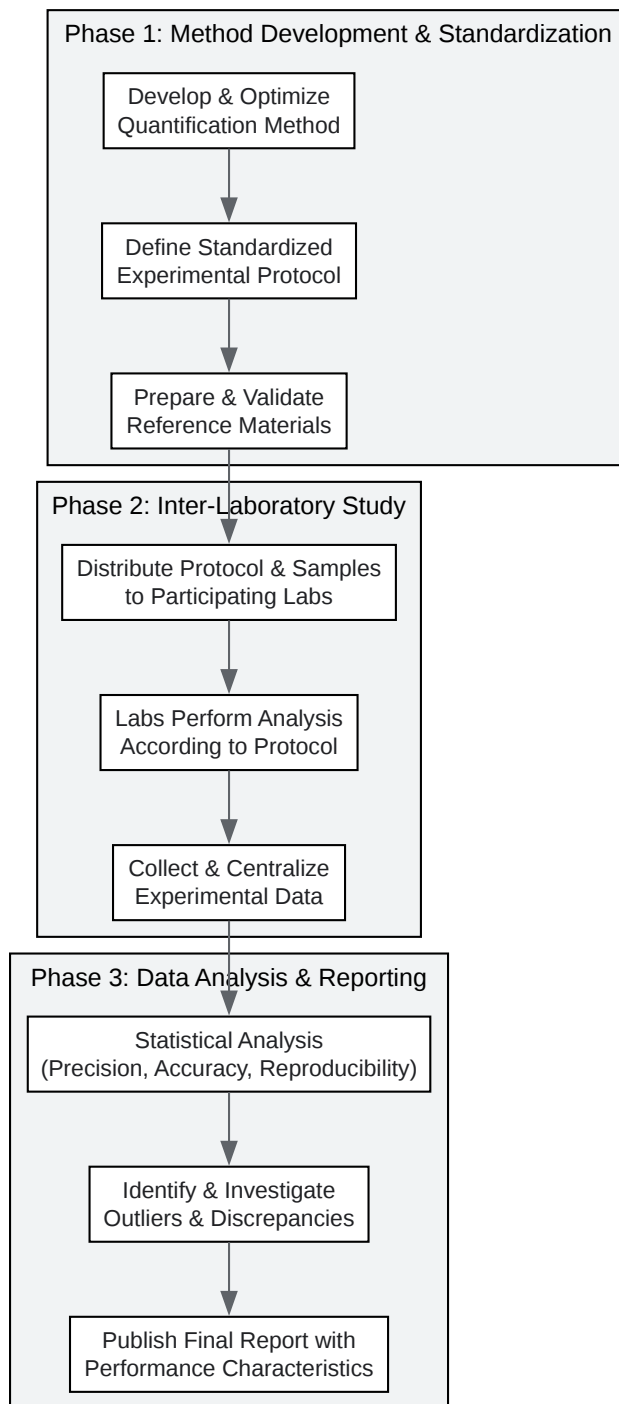 Phase 1: Method Development & Standardization
Develop & Optimize
Quantification Method
Define Standardized
Experimental Protocol
Prepare & Validate
Reference Materials
Phase 2: Inter-Laboratory Study
Distribute Protocol & Samples
to Participating Labs
Labs Perform Analysis
According to Protocol
Collect & Centralize
Experimental Data
Phase 3: Data Analysis & Reporting
Statistical Analysis
(Precision, Accuracy, Reproducibility)
Identify & Investigate
Outliers & Discrepancies
Publish Final Report with
Performance Characteristics